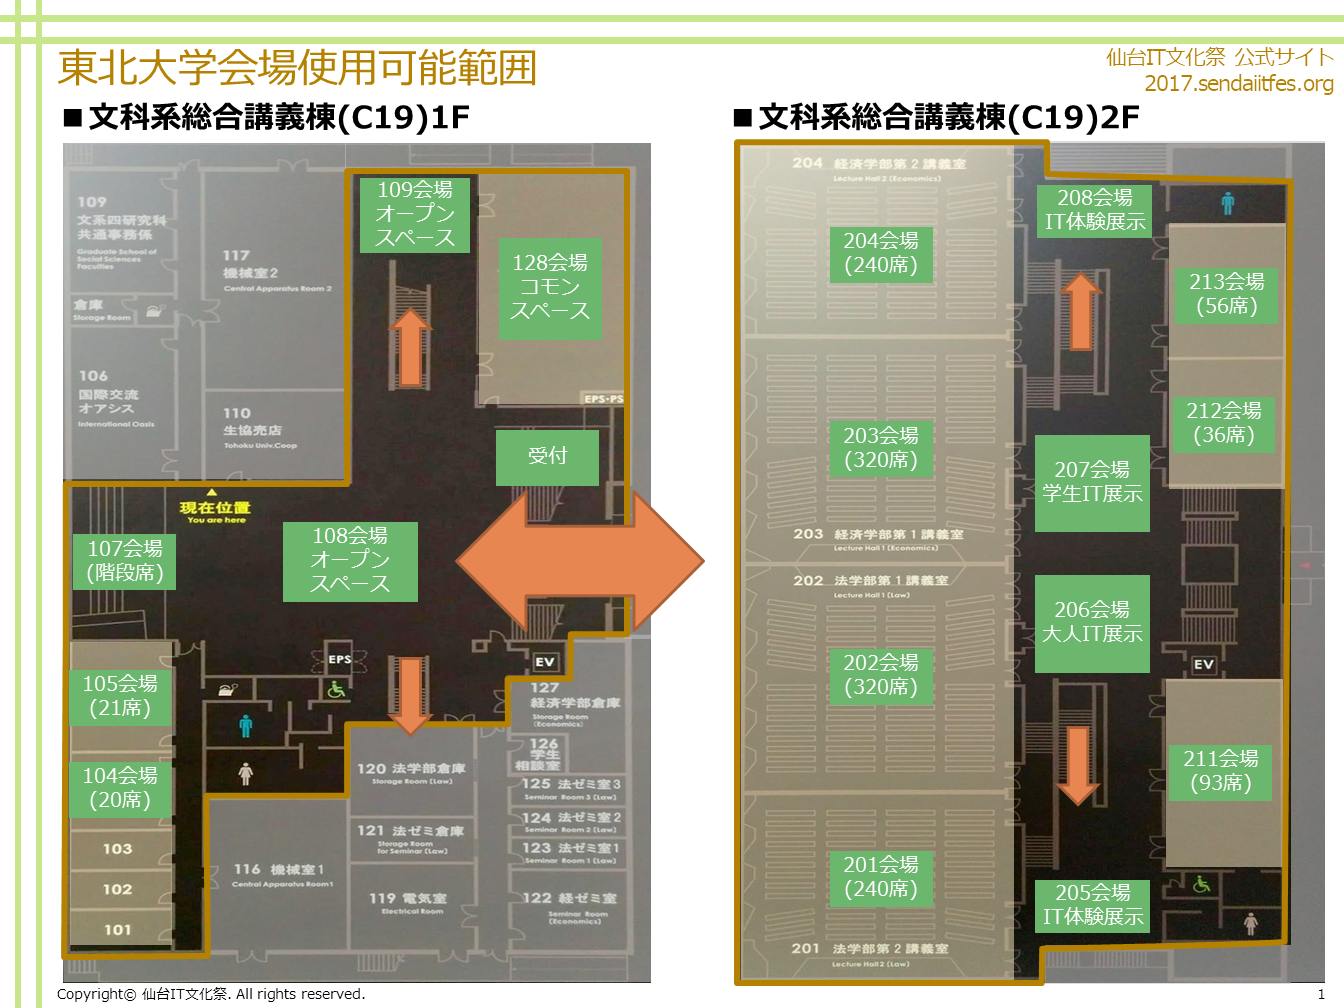 東北大学会場使用可能範囲
仙台IT文化祭 公式サイト
2017.sendaiitfes.org
■文科系総合講義棟(C19)1F
109
文系四研究科
共通事務係
Graduate School of
Social Sciences
Faculties
倉庫
Storage Room
117
機械室2
Central Apparatus Room 2
106
国際交流
オアシス
International Oasis
110
生協売店
Tohoku Univ.Coop
109会場
オープン
スペース
128会場
コモン
スペース
EPS・PS
受付
現在位置
You are here
107会場
(階段席)
108会場
オープン
スペース
EPS
EV
105会場
(21席)
104会場
(20席)
103
102
101
127
経済学部倉庫
Storage Room
(Economics)
126
学生
相談室
120 法学部倉庫
Storage Room (Law)
125 法ゼミ室3
Seminar Room 3 (Law)
124 法ゼミ室2
Seminar Room 2 (Law)
121 法ゼミ倉庫
Storage Room
for Seminar (Law)
123 法ゼミ室1
Seminar Room 1 (Law)
116 機械室1
Central Apparatus Room1
119 電気室
Electrical Room
122 経ゼミ室
Seminar Room
(Economics)
■文科系総合講義棟(C19)2F
204 経済学部第2講義室
Lecture Hall 2 (Economics)
204会場
(240席)
208会場
IT体験展示
213会場
(56席)
212会場
(36席)
203会場
(320席)
207会場
学生IT展示
203 経済学部第1講義室
Lecture Hall 1 (Economics)
202 法学部第1講義室
Lecture Hall 1 (Law)
206会場
大人IT展示
202会場
(320席)
EV
211会場
(93席)
201会場
(240席)
205会場
IT体験展示
201 法学部第2講義室
Lecture Hall 2 (Law)
Copyright© 仙台IT文化祭. All rights reserved.
1